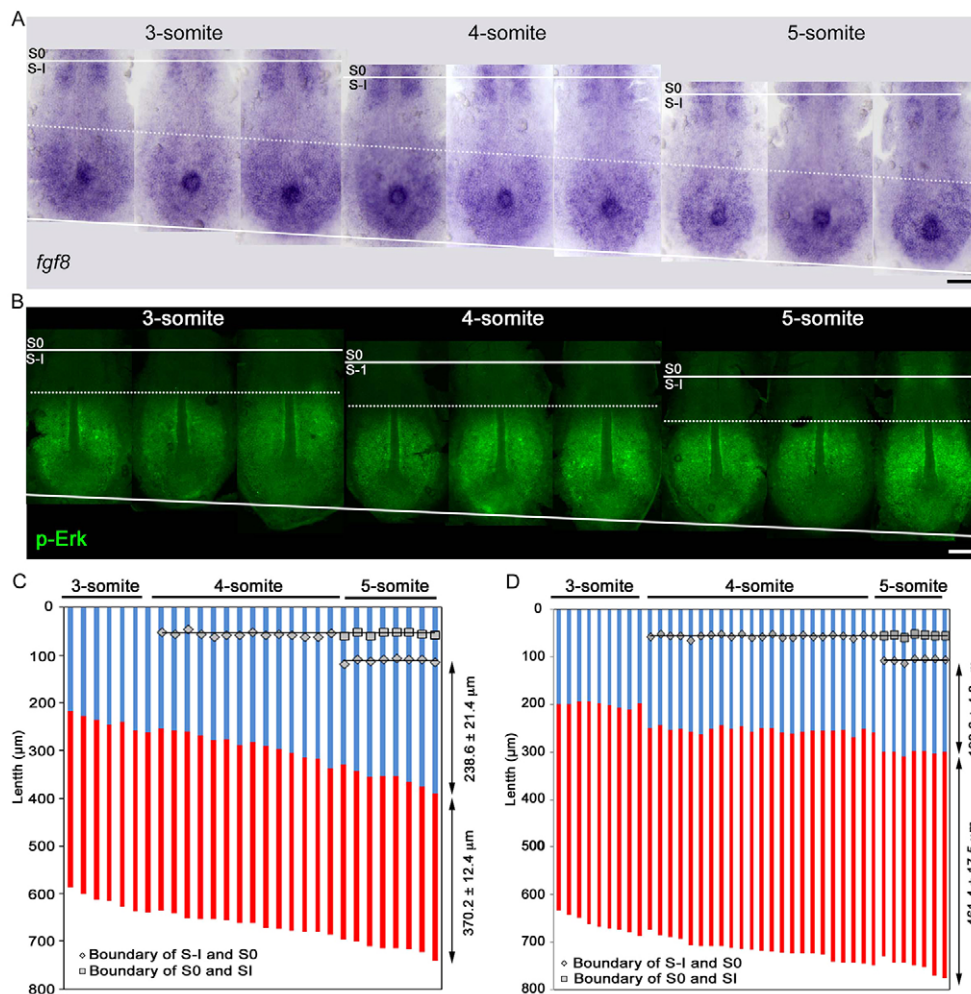 A
3-somite
4-somite
5-somite
S0
S-I
S0
S-I
S0
S-I
fgf8
B
3-somite
4-somite
5-somite
S0
S-I
S0
S-1
S0
S-I
p-Erk
C
3-somite
4-somite
5-somite
0
100
200
300
400
500
600
700
800
Lentth (µm)
238.6 ± 21.4 µm
370.2 ± 12.4 µm
Boundary of S-I and S0
Boundary of S0 and SI
D
3-somite
4-somite
5-somite
0
100
200
300
400
500
600
700
800
Lentth (µm)
Boundary of S-I and S0
Boundary of S0 and SI